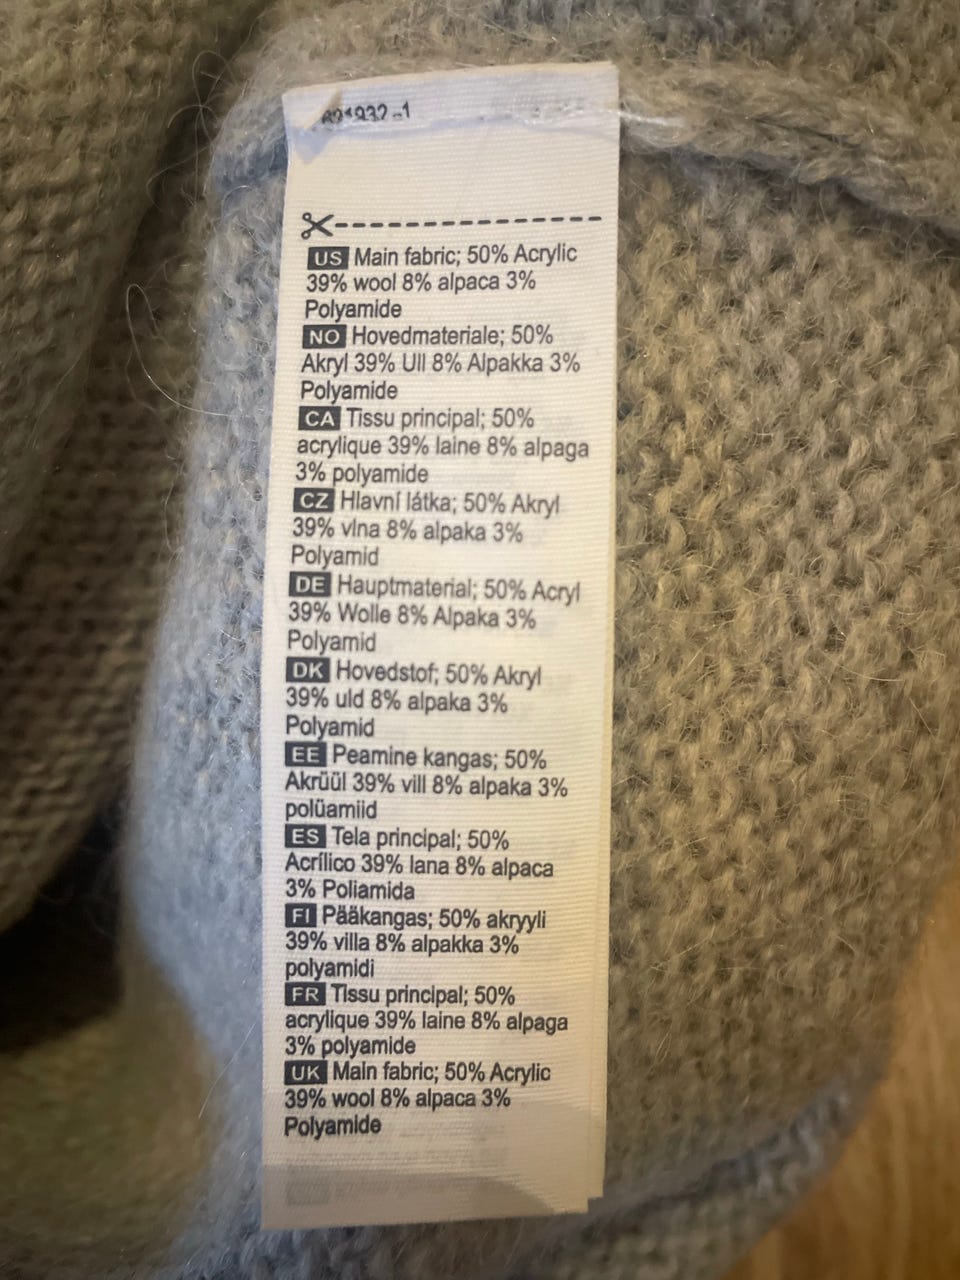 US Main fabric; 50% Acrylic
39% wool 8% alpaca 3%
Polyamide
NO Hovedmateriale; 50%
Akryl 39% Ull 8% Alpakka 3%
Polyamide
CA Tissu principal; 50%
acrylique 39% laine 8% alpaga
3% polyamide
CZ Hlavní látka; 50% Akryl
39% vlna 8% alpaka 3%
Polyamid
DE Hauptmaterial; 50% Acryl
39% Wolle 8% Alpaka 3%
Polyamid
DK Hovedstof; 50% Akryl
39% uld 8% alpaka 3%
Polyamid
EE Peamine kangas; 50%
Akrüül 39% vill 8% alpaka 3%
polüamiid
ES Tela principal; 50%
Acrílico 39% lana 8% alpaca
3% Poliamida
FI Pääkangas; 50% akryyli
39% villa 8% alpakka 3%
polyamidi
FR Tissu principal; 50%
acrylique 39% laine 8% alpaga
3% polyamide
UK Main fabric; 50% Acrylic
39% wool 8% alpaca 3%
Polyamide